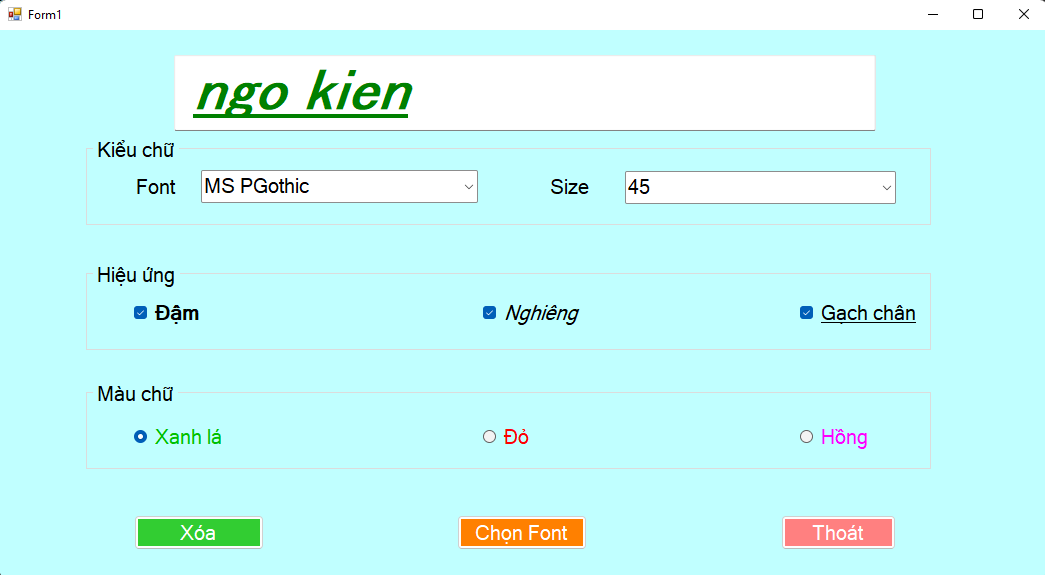 Form1
ngo kien
Kiểu chữ
Font MS PGothic Size 45
Hiệu ứng
Đậm Nghiêng Gạch chân
Màu chữ
Xanh lá Đỏ Hồng
Xóa Chọn Font Thoát